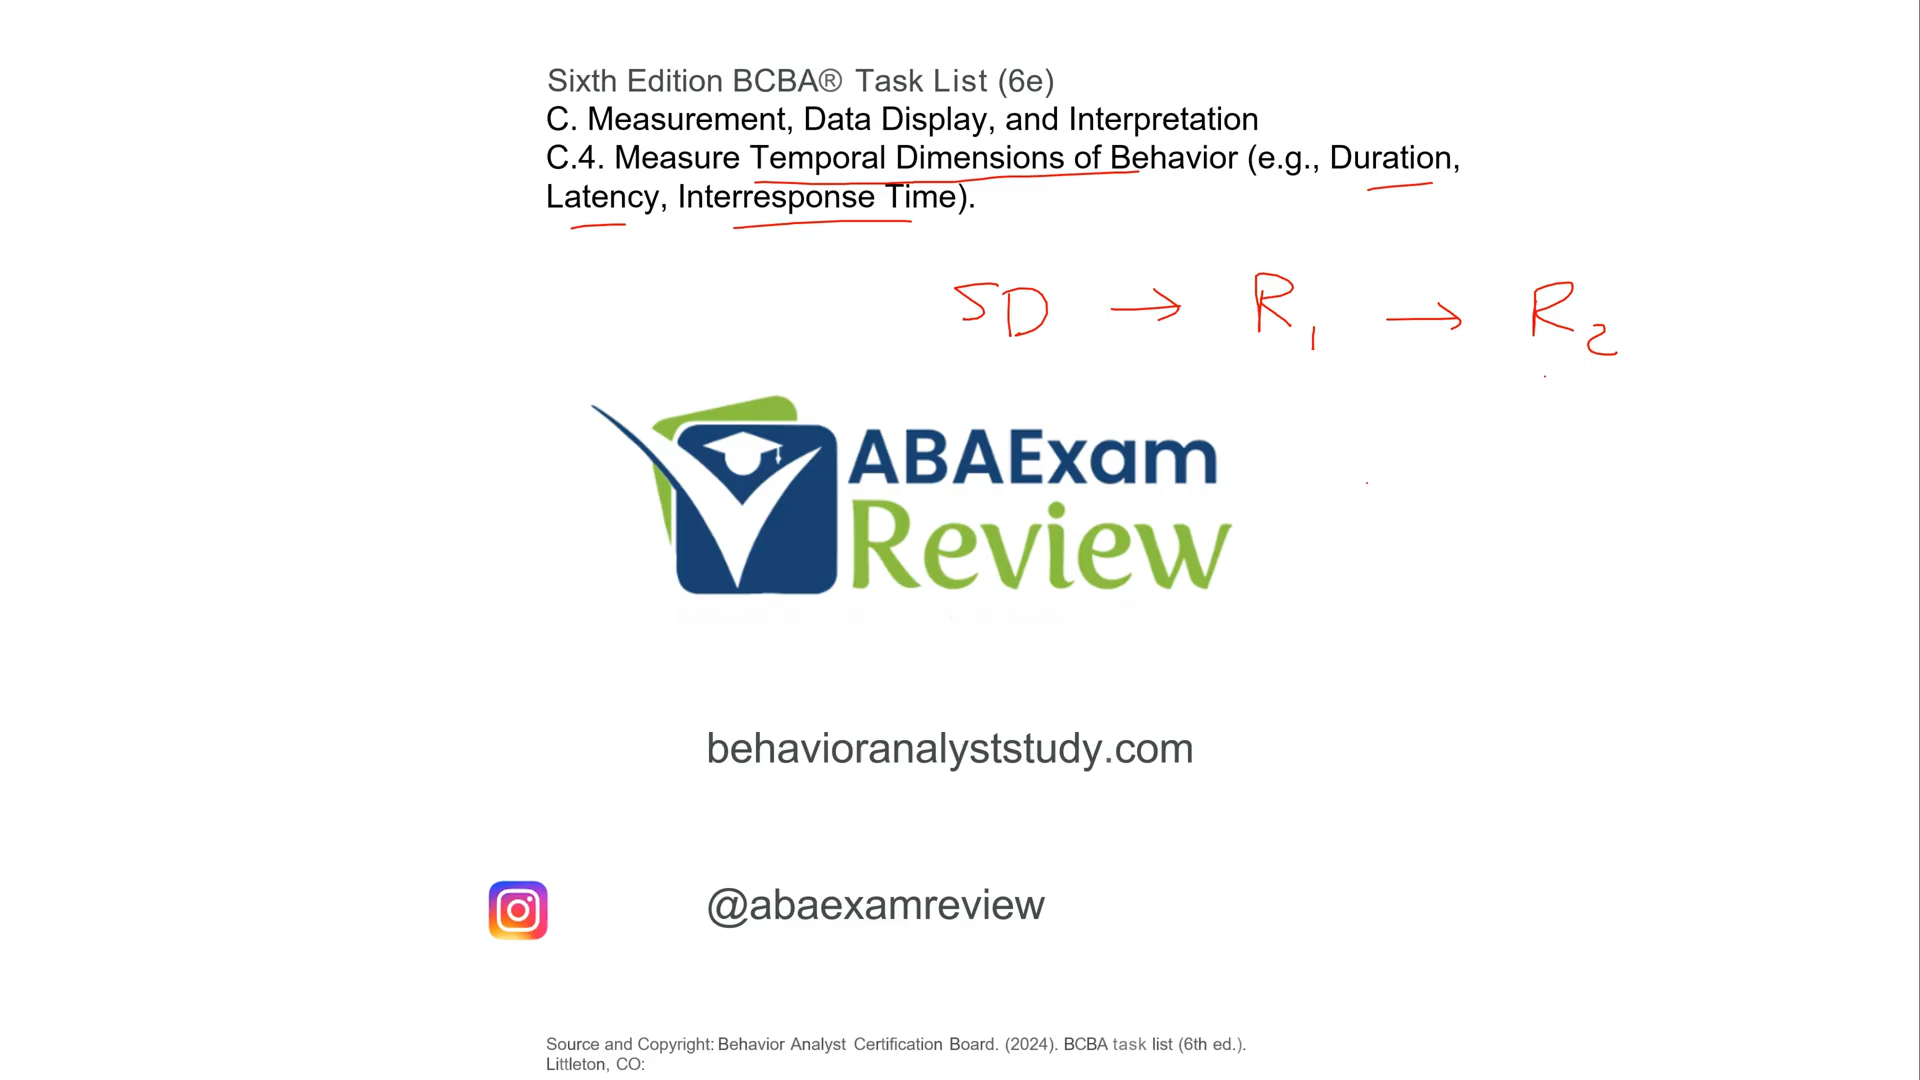 Sixth Edition BCBA® Task List (6e)
C. Measurement, Data Display, and Interpretation
C.4. Measure Temporal Dimensions of Behavior (e.g., Duration,
Latency, Interresponse Time).
SD → R1 → R2
ABAExam
Review
behavioranalyststudy.com
@abaexamreview
Source and Copyright: Behavior Analyst Certification Board. (2024). BCBA task list (6th ed.).
Littleton, CO: